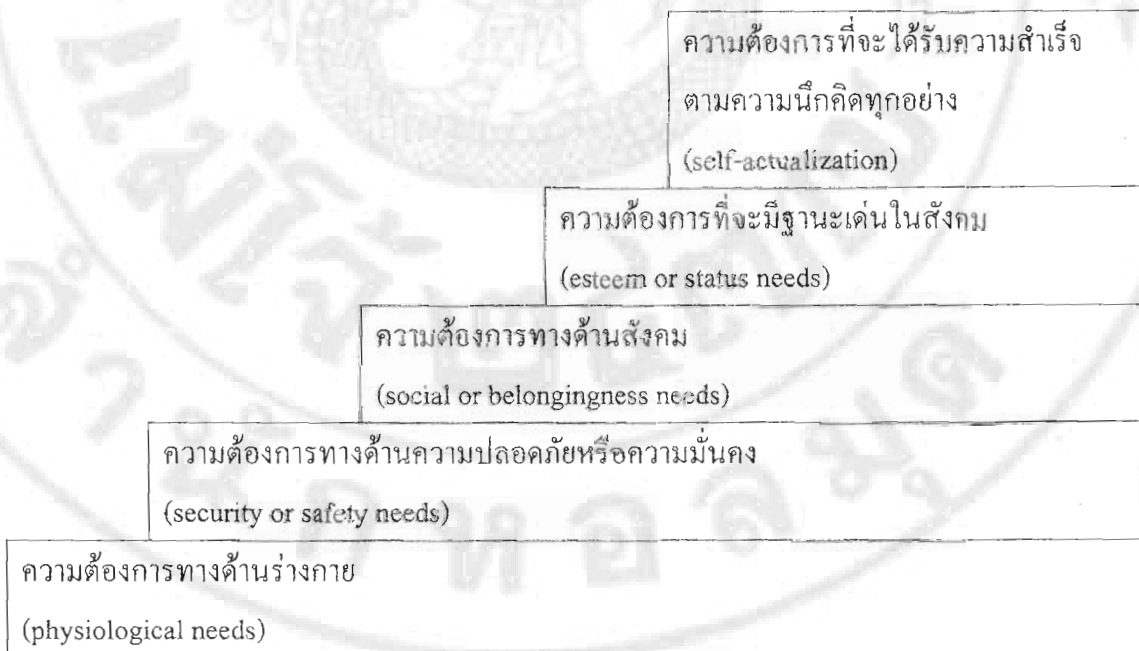 ความต้องการที่จะได้รับความสำเร็จ
ตามความนึกคิดทุกอย่าง
(self-actualization)
ความต้องการที่จะมีฐานะเด่นในสังคม
(esteem or status needs)
ความต้องการทางด้านสังคม
(social or belongingness needs)
ความต้องการทางด้านความปลอดภัยหรือความมั่นคง
(security or safety needs)
ความต้องการทางด้านร่างกาย
(physiological needs)